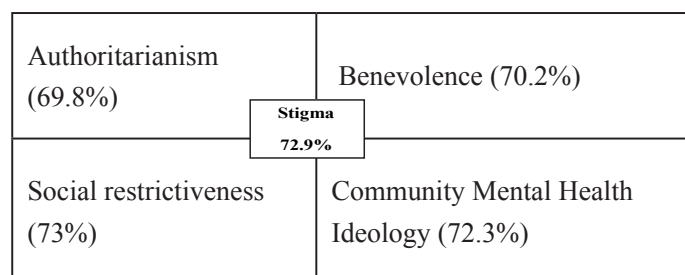 Authoritarianism
(69.8%)
Benevolence (70.2%)
Stigma
72.9%
Social restrictiveness
(73%)
Community Mental Health
Ideology (72.3%)